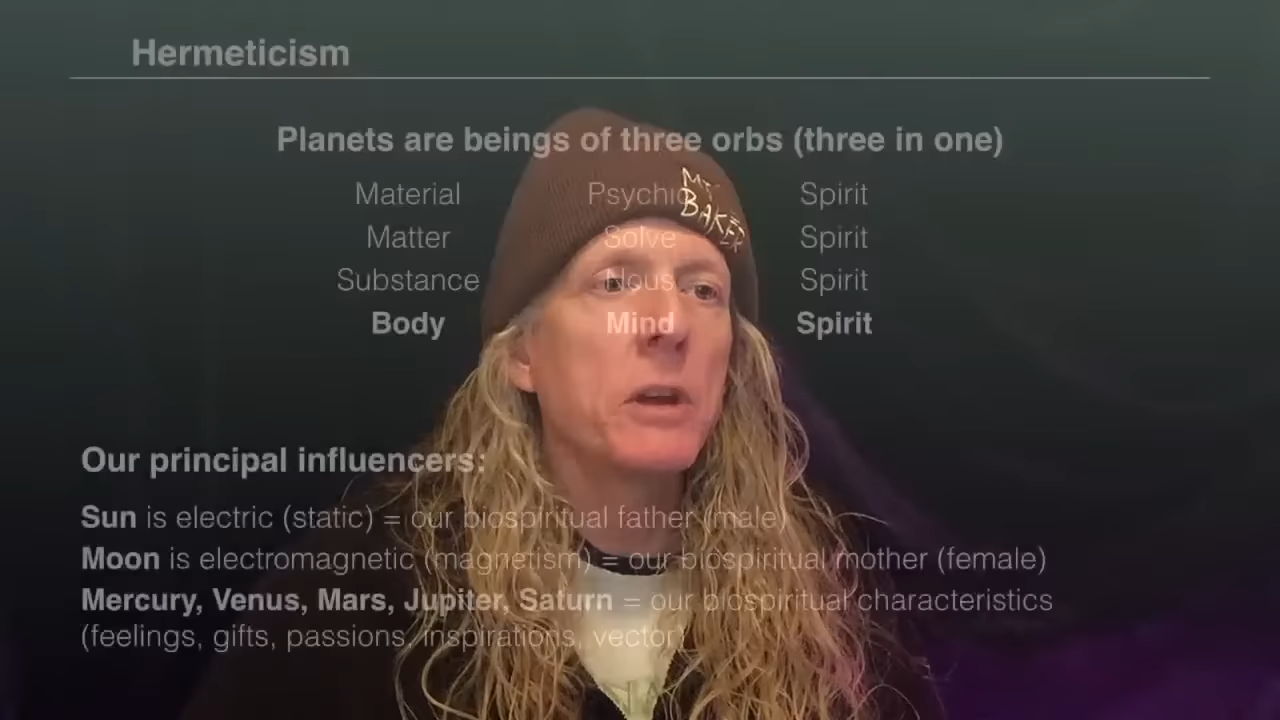 Hermeticism
Planets are beings of three orbs (three in one)
Material Psychic Spirit
Matter Solve Spirit
Substance Spirit
Body Mind Spirit
Our principal influencers:
Sun is electric (static) = our biospiritual father (male)
Moon is electromagnetic (magnetism) = our biospiritual mother (female)
Mercury, Venus, Mars, Jupiter, Saturn = our biospiritual characteristics
(feelings, gifts, passions, inspirations, vector)
BAKER